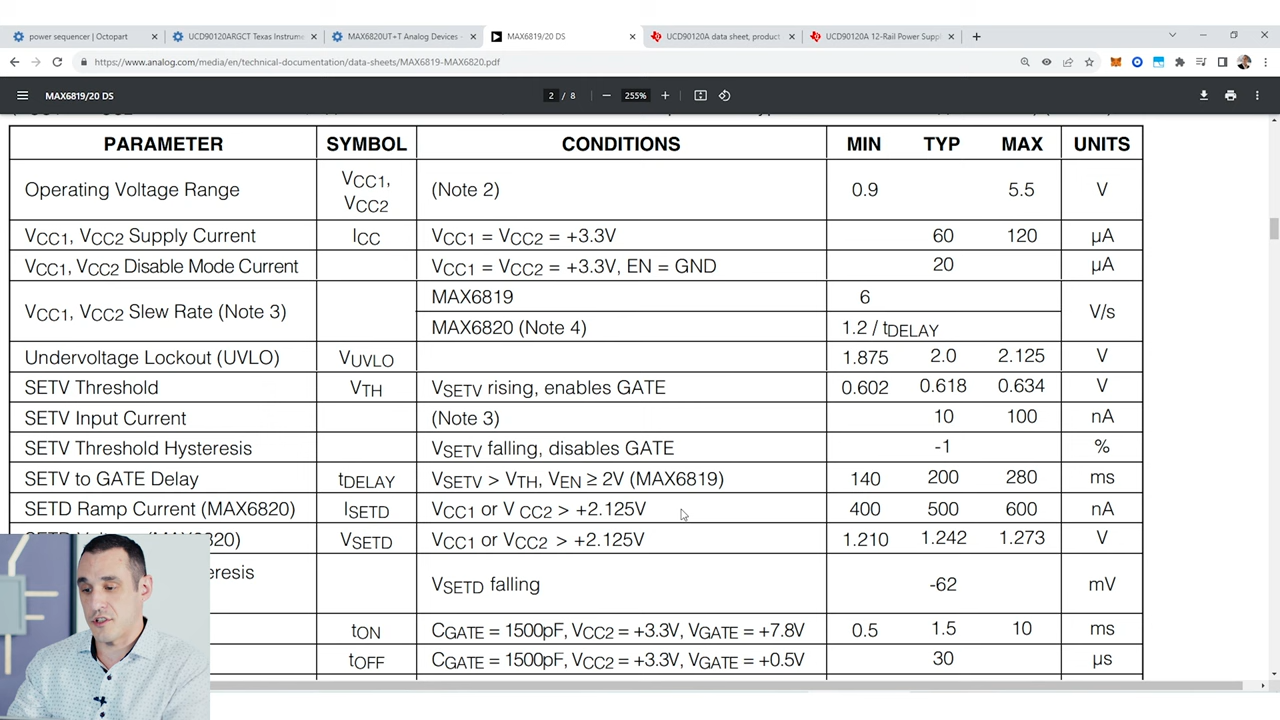 power sequencer | Octopart
UCD90120ARGCT Texas Instrume
MAX6820UT+T Analog Devices -
MAX6819/20 DS
UCD90120A data sheet, product
UCD90120A 12-Rail Power Supp
https://www.analog.com/media/en/technical-documentation/data-sheets/MAX6819-MAX6820.pdf
MAX6819/20 DS
2 / 8
255%
PARAMETER SYMBOL CONDITIONS MIN TYP MAX UNITS
Operating Voltage Range VCC1, VCC2 (Note 2) 0.9 5.5 V
VCC1, VCC2 Supply Current ICC VCC1 = VCC2 = +3.3V 60 120 µA
VCC1, VCC2 Disable Mode Current VCC1 = VCC2 = +3.3V, EN = GND 20 µA
VCC1, VCC2 Slew Rate (Note 3) MAX6819 6 V/s
MAX6820 (Note 4) 1.2 / tDELAY
Undervoltage Lockout (UVLO) VUVLO 1.875 2.0 2.125 V
SETV Threshold VTH VSETV rising, enables GATE 0.602 0.618 0.634 V
SETV Input Current (Note 3) 10 100 nA
SETV Threshold Hysteresis VSETV falling, disables GATE -1 %
SETV to GATE Delay tDELAY VSETV > VTH, VEN ≥ 2V (MAX6819) 140 200 280 ms
SETD Ramp Current (MAX6820) ISETD VCC1 or V CC2 > +2.125V 400 500 600 nA
VSETD VCC1 or VCC2 > +2.125V 1.210 1.242 1.273 V
VSETD falling -62 mV
tON CGATE = 1500pF, VCC2 = +3.3V, VGATE = +7.8V 0.5 1.5 10 ms
tOFF CGATE = 1500pF, VCC2 = +3.3V, VGATE = +0.5V 30 µs